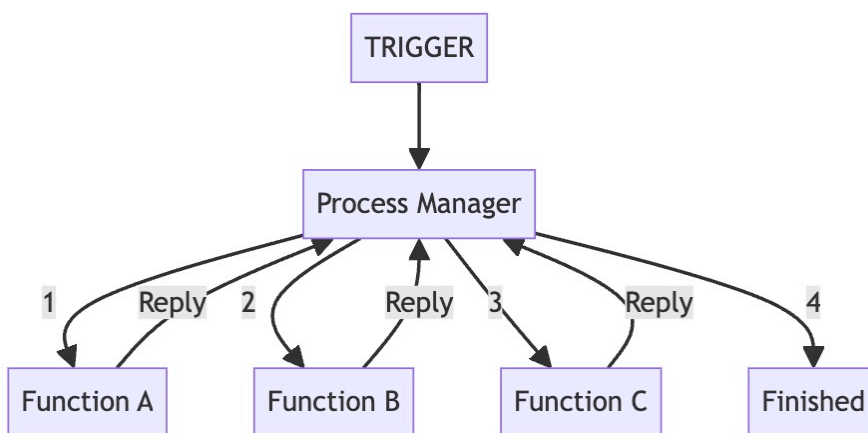 TRIGGER
Process Manager
1
Reply
2
Reply
3
Reply
4
Function A
Function B
Function C
Finished